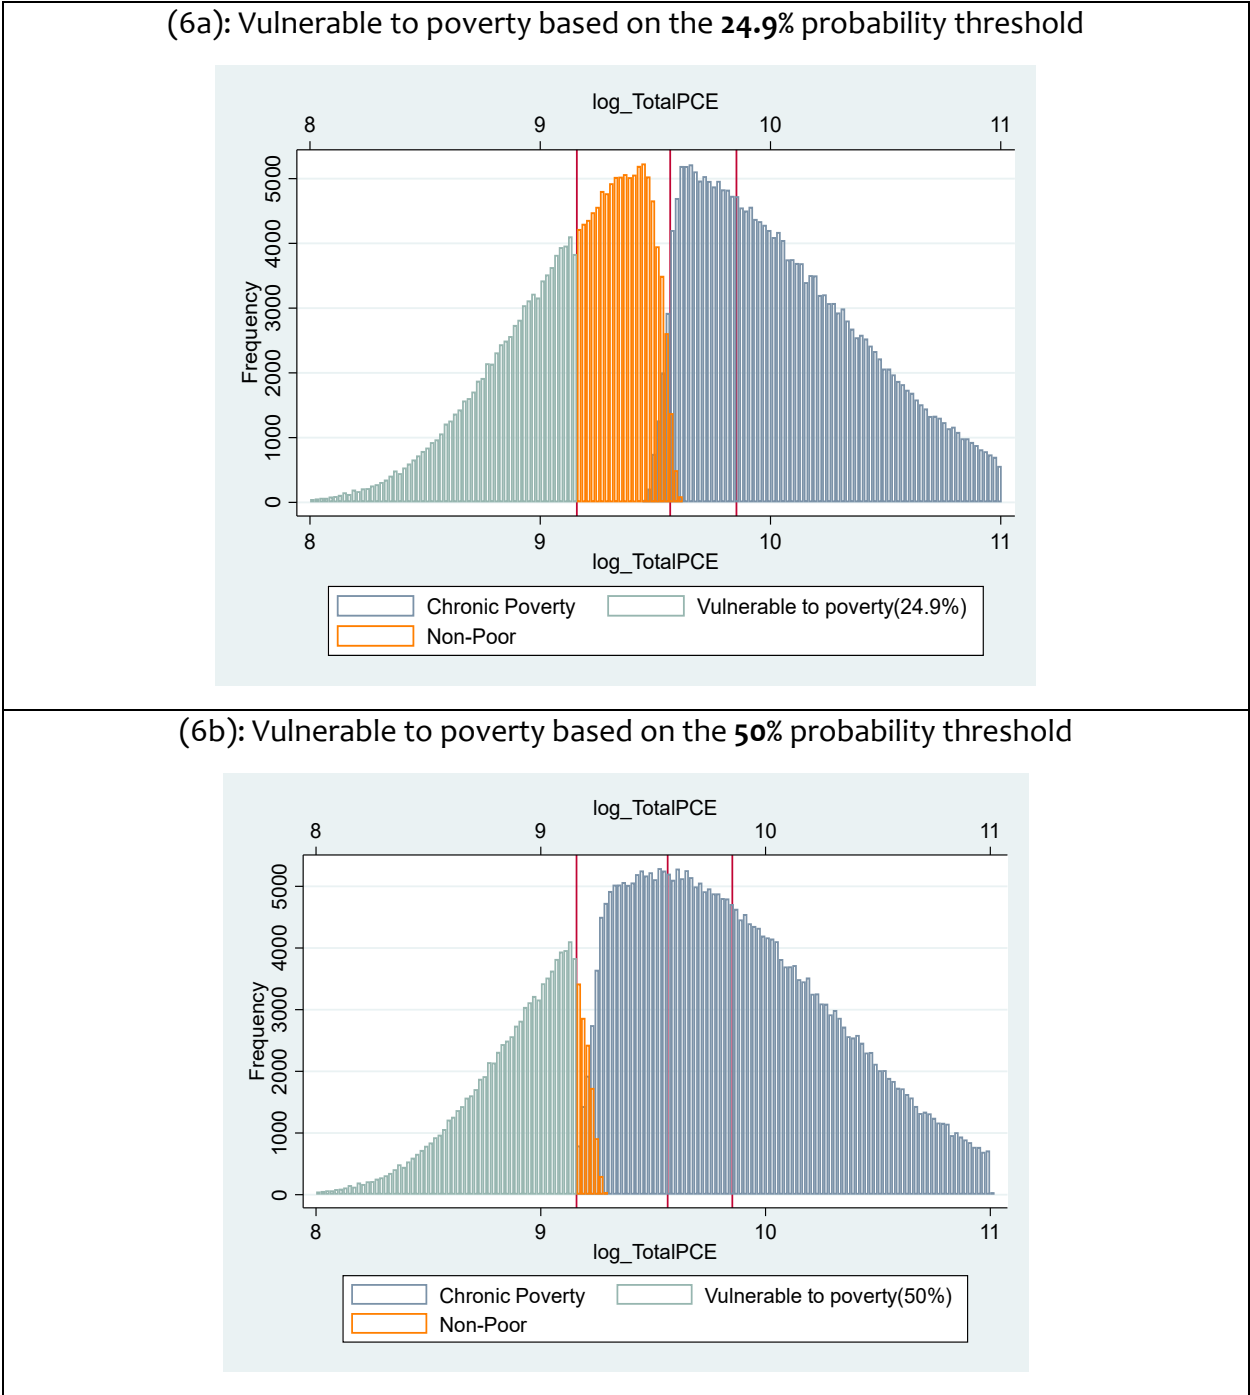 (6a): Vulnerable to poverty based on the 24.9% probability threshold
log_TotalPCE
8 9 10 11
5000
4000
3000
2000
1000
0
Frequency
8 9 10 11
log_TotalPCE
Chronic Poverty Vulnerable to poverty(24.9%)
Non-Poor
(6b): Vulnerable to poverty based on the 50% probability threshold
log_TotalPCE
8 9 10 11
5000
4000
3000
2000
1000
0
Frequency
8 9 10 11
log_TotalPCE
Chronic Poverty Vulnerable to poverty(50%)
Non-Poor